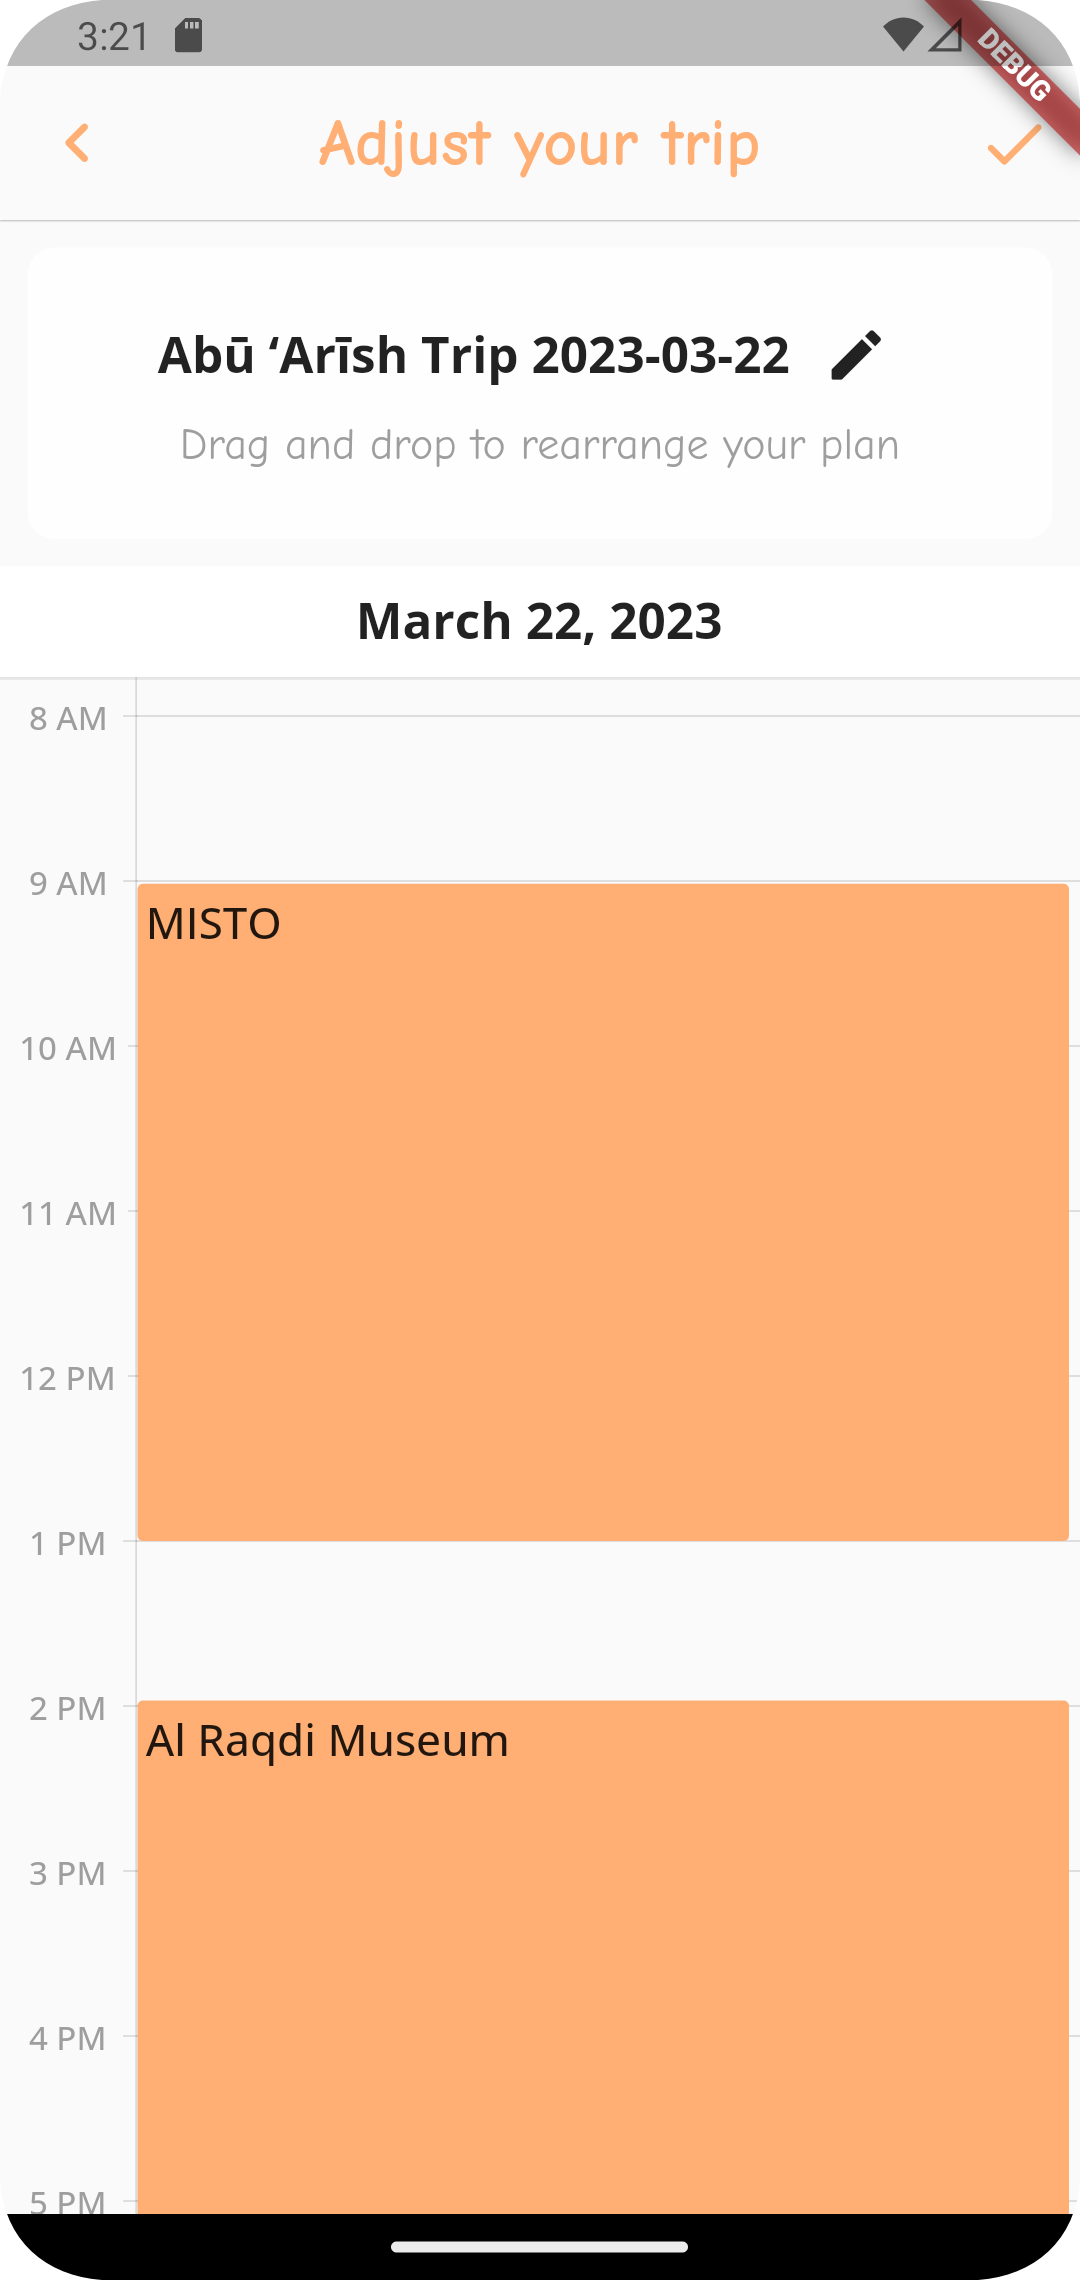 3:21
DEBUG
Adjust your trip
Abū ‘Arīsh Trip 2023-03-22
Drag and drop to rearrange your plan
March 22, 2023
8 AM
9 AM
MISTO
10 AM
11 AM
12 PM
1 PM
2 PM
Al Raqdi Museum
3 PM
4 PM
5 PM